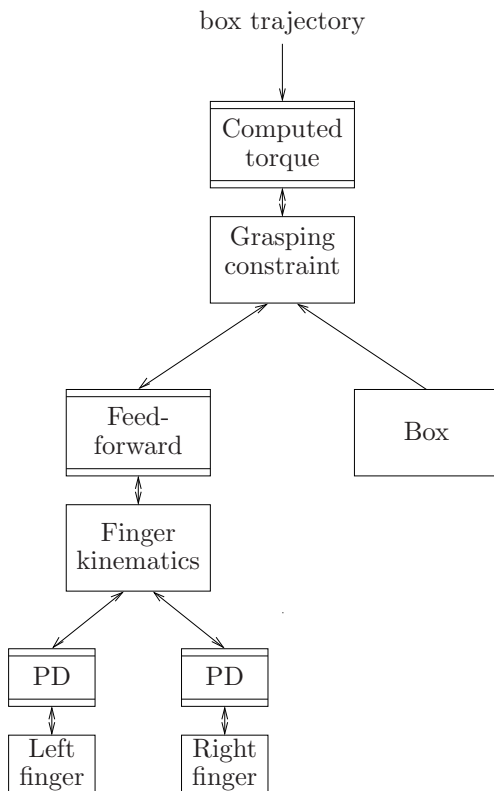 box trajectory
Computed
torque
Grasping
constraint
Feed-
forward
Box
Finger
kinematics
PD
PD
Left
finger
Right
finger